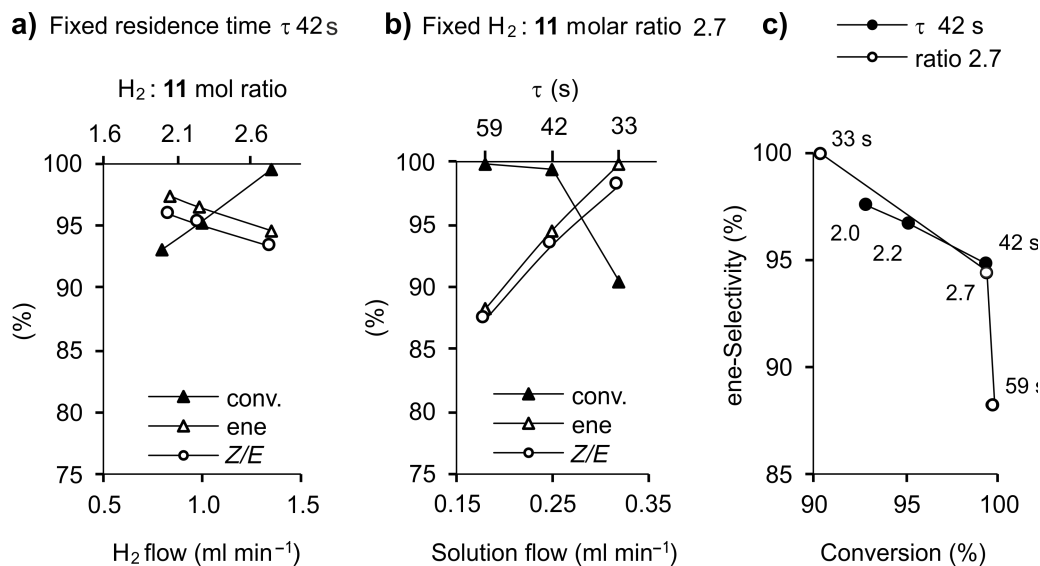 a) Fixed residence time τ 42 s
H₂ : 11 mol ratio
1.6 2.1 2.6
100
95
90
85
80
75
(%)
conv.
ene
Z/E
0.5 1.0 1.5
H₂ flow (ml min⁻¹)
b) Fixed H₂ : 11 molar ratio 2.7
τ (s)
59 42 33
100
95
90
85
80
75
(%)
conv.
ene
Z/E
0.15 0.25 0.35
Solution flow (ml min⁻¹)
c)
τ 42 s
ratio 2.7
100
95
90
85
ene-Selectivity (%)
33 s
2.0
2.2
42 s
2.7
59 s
90 95 100
Conversion (%)